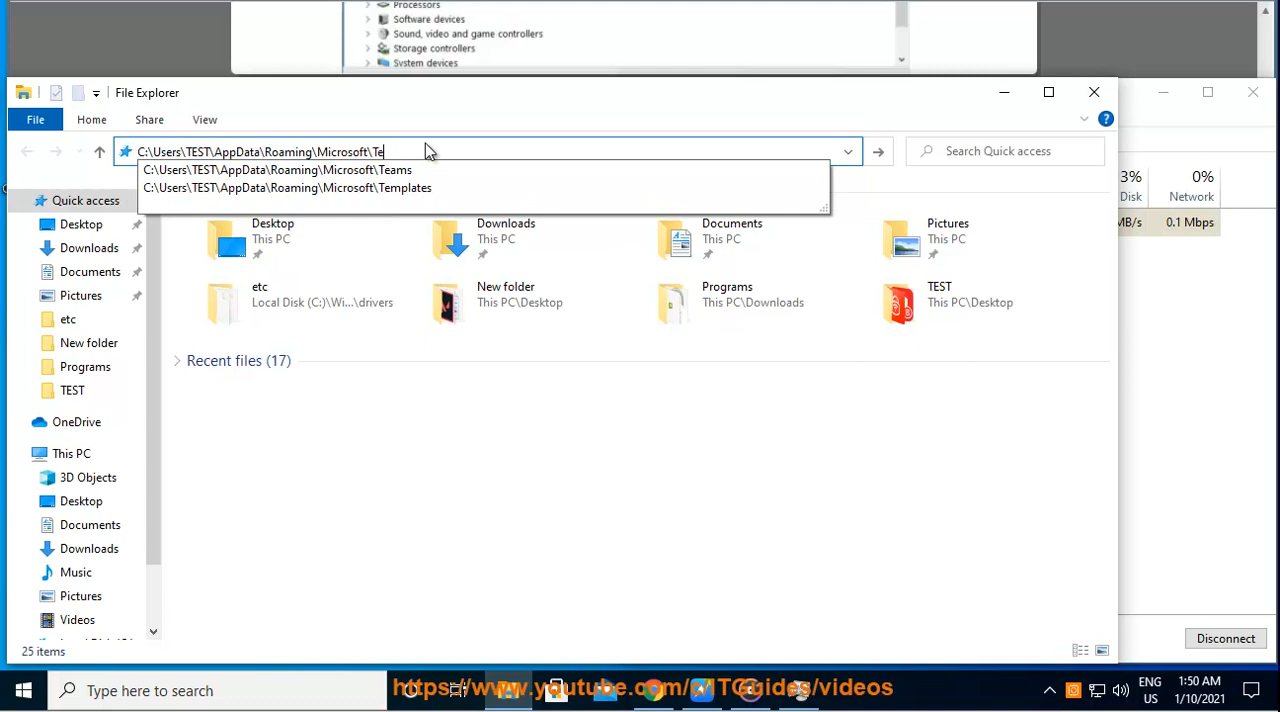 Processors
Software devices
Sound, video and game controllers
Storage controllers
System devices
File Explorer
File Home Share View
C:\Users\TEST\AppData\Roaming\Microsoft\Te
Search Quick access
C:\Users\TEST\AppData\Roaming\Microsoft\Teams
C:\Users\TEST\AppData\Roaming\Microsoft\Templates
3% 0%
Disk Network
MB/s 0.1 Mbps
Quick access
Desktop
Downloads
Documents
Pictures
etc
New folder
Programs
TEST
OneDrive
This PC
3D Objects
Desktop
Documents
Downloads
Music
Pictures
Videos
Desktop
This PC
Downloads
This PC
Documents
This PC
Pictures
This PC
etc
Local Disk (C:)\Wi...\drivers
New folder
This PC\Desktop
Programs
This PC\Downloads
TEST
This PC\Desktop
Recent files (17)
25 items
Disconnect
Type here to search
https://www.youtube.com/c/ITGuides/videos
ENG
US
1:50 AM
1/10/2021